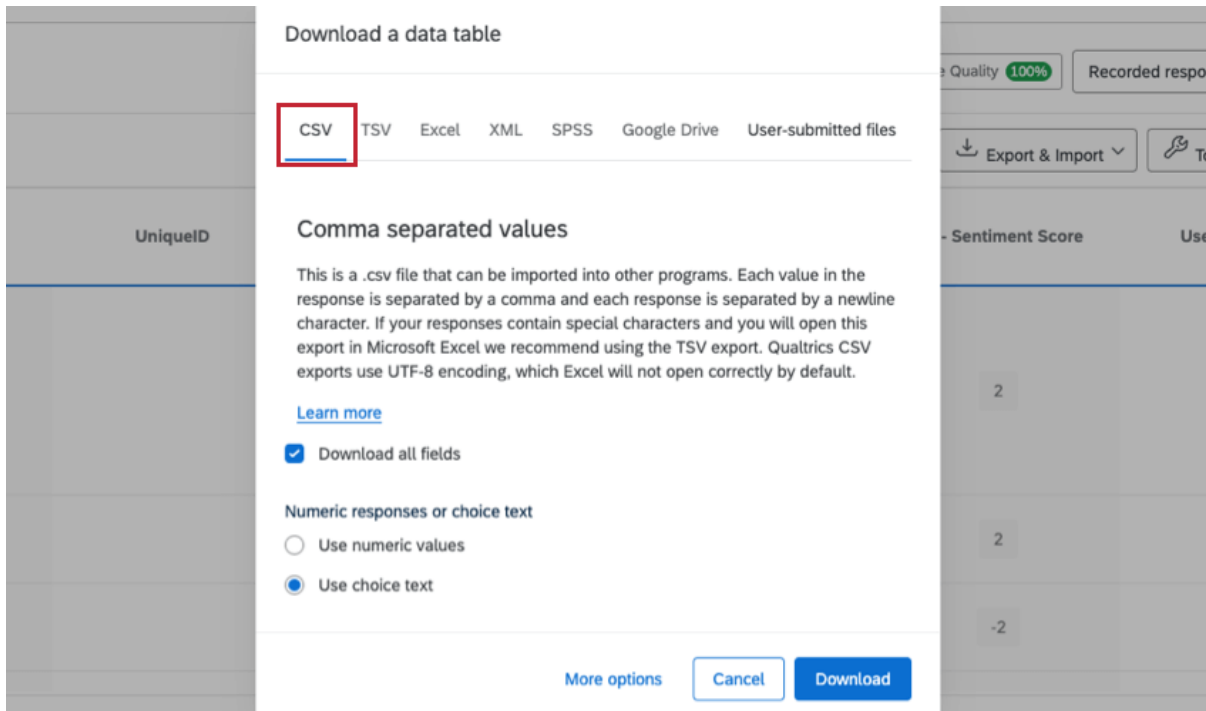 Download a data table
Quality 100%
Recorded
CSV TSV Excel XML SPSS Google Drive User-submitted files
Export & Import
UniqueID
- Sentiment Score
Comma separated values
This is a .csv file that can be imported into other programs. Each value in the
response is separated by a comma and each response is separated by a newline
character. If your responses contain special characters and you will open this
export in Microsoft Excel we recommend using the TSV export. Qualtrics CSV
exports use UTF-8 encoding, which Excel will not open correctly by default.
2
Learn more
Download all fields
Numeric responses or choice text
Use numeric values
2
Use choice text
-2
More options Cancel Download